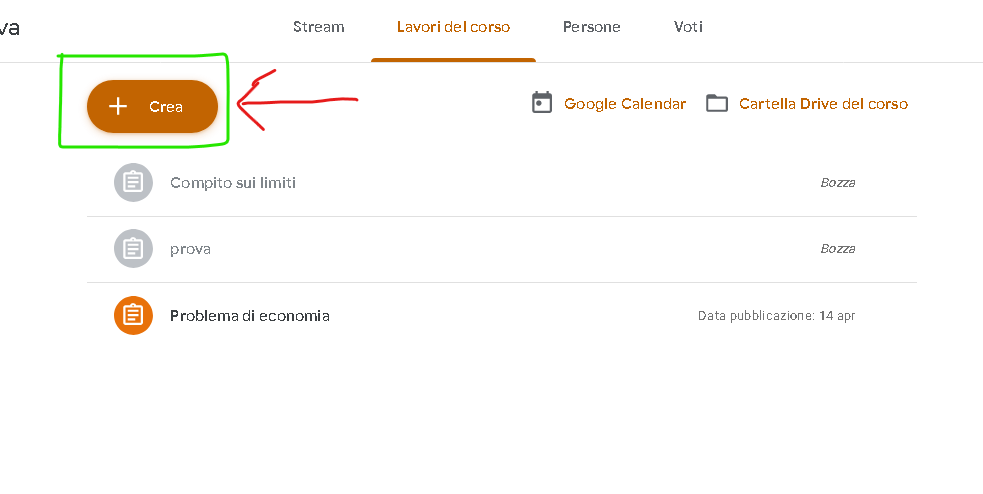 va
Stream Lavori del corso Persone Voti
+ Crea
Google Calendar Cartella Drive del corso
Compito sui limiti Bozza
prova Bozza
Problema di economia Data pubblicazione: 14 apr